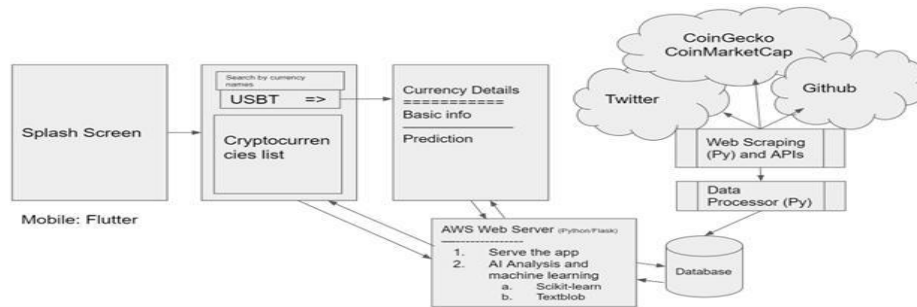 Splash Screen
Mobile: Flutter
Search by currency
names
USBT =>
Cryptocurren
cies list
Currency Details
===========
Basic info
Prediction
AWS Web Server (Python/Flask)
----------------
1. Serve the app
2. AI Analysis and
machine learning
a. Scikit-learn
b. Textblob
CoinGecko
CoinMarketCap
Twitter
Github
Web Scraping
(Py) and APIs
Data
Processor (Py)
Database